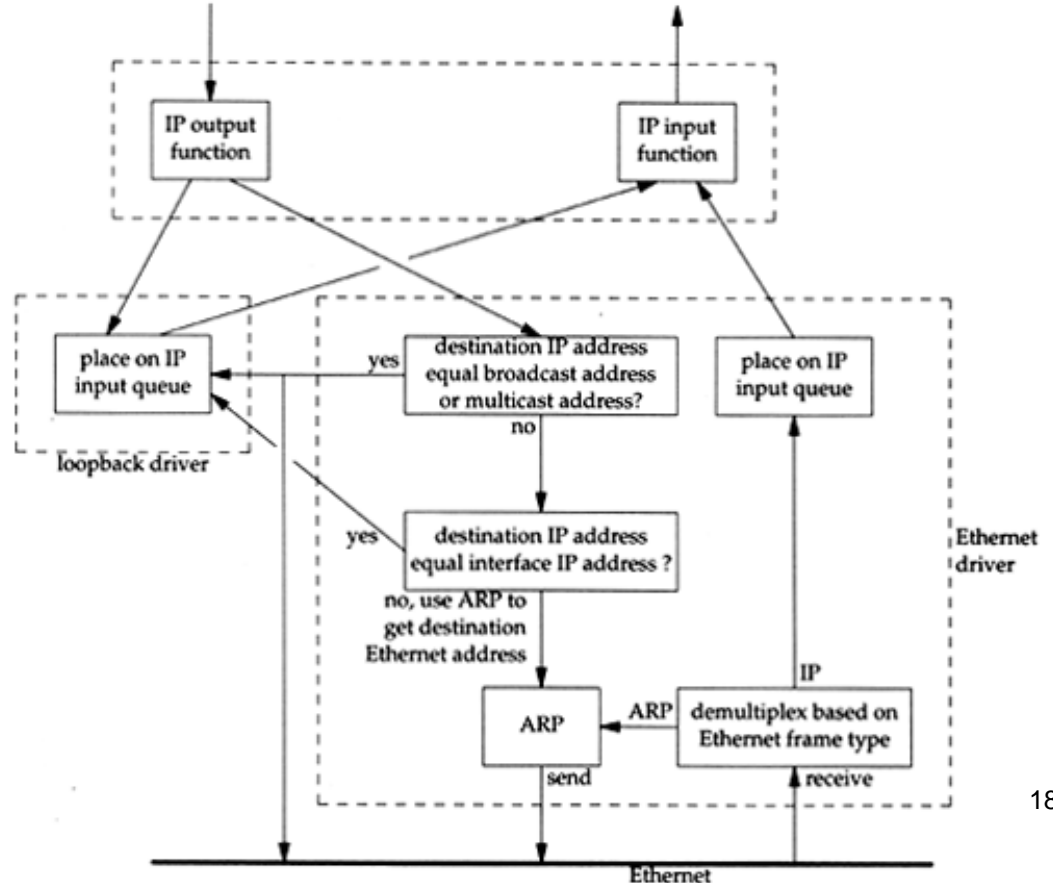 IP output
function
IP input
function
place on IP
input queue
loopback driver
yes
destination IP address
equal broadcast address
or multicast address?
no
place on IP
input queue
yes
destination IP address
equal interface IP address ?
no, use ARP to
get destination
Ethernet address
Ethernet
driver
ARP
send
ARP
IP
demultiplex based on
Ethernet frame type
receive
Ethernet
18